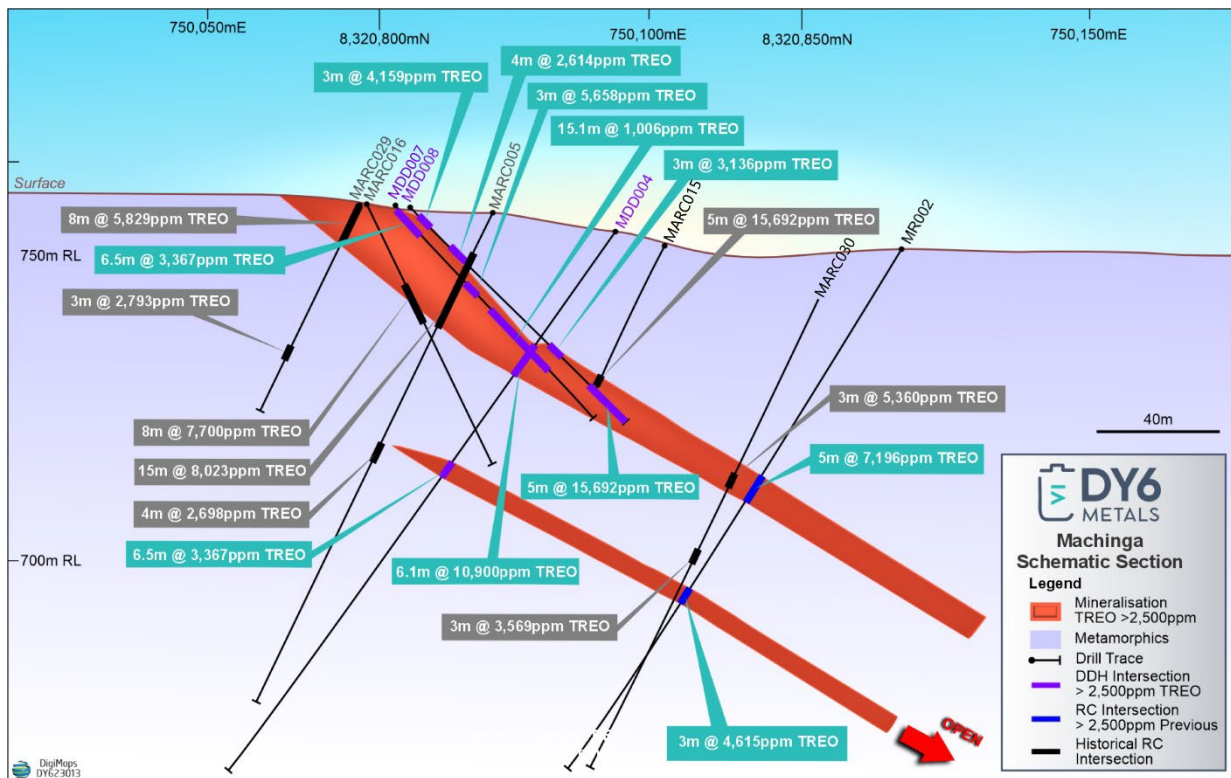 750,050mE
8,320,800mN
750,100mE
8,320,850mN
750,150mE
4m @ 2,614ppm TREO
3m @ 4,159ppm TREO
3m @ 5,658ppm TREO
15.1m @ 1,006ppm TREO
3m @ 3,136ppm TREO
Surface
MARC029
MARC016
MDD007
MDD008
MARC005
MDD004
MARC015
MARC030
MR002
8m @ 5,829ppm TREO
5m @ 15,692ppm TREO
750m RL
6.5m @ 3,367ppm TREO
3m @ 2,793ppm TREO
3m @ 5,360ppm TREO
40m
8m @ 7,700ppm TREO
15m @ 8,023ppm TREO
5m @ 7,196ppm TREO
5m @ 15,692ppm TREO
4m @ 2,698ppm TREO
6.5m @ 3,367ppm TREO
700m RL
6.1m @ 10,900ppm TREO
3m @ 3,569ppm TREO
3m @ 4,615ppm TREO
OPEN
DY6
METALS
Machinga
Schematic Section
Legend
Mineralisation
TREO >2,500ppm
Metamorphics
Drill Trace
DDH Intersection
> 2,500ppm TREO
RC Intersection
> 2,500ppm Previous
Historical RC
Intersection
DigiMaps
DY623013